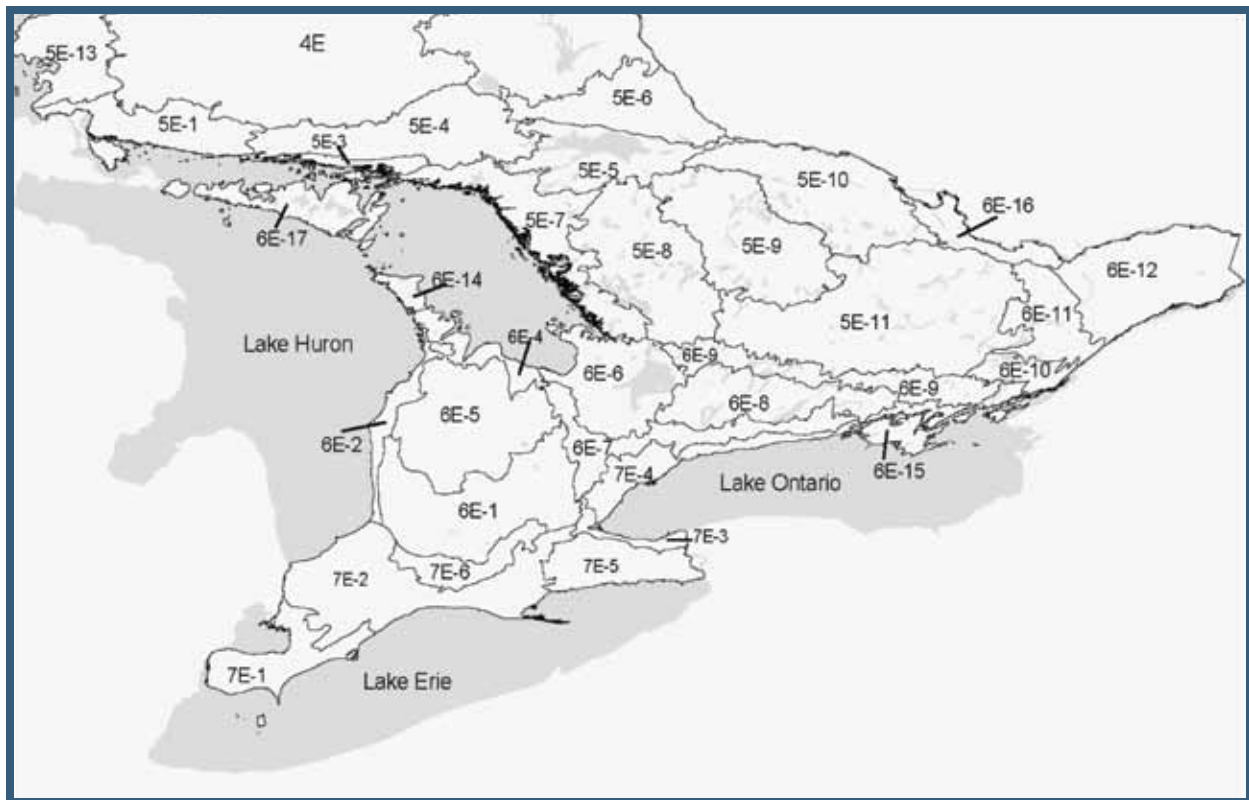 4E
5E-13
5E-6
5E-1
5E-4
5E-3
5E-5
5E-10
6E-16
5E-7
6E-17
5E-8
5E-9
6E-12
6E-14
6E-11
5E-11
Lake Huron
6E-4
6E-9
6E-6
6E-10
6E-9
6E-8
6E-5
6E-2
6E-7
6E-15
7E-4
Lake Ontario
6E-1
7E-3
7E-6
7E-5
7E-2
7E-1
Lake Erie